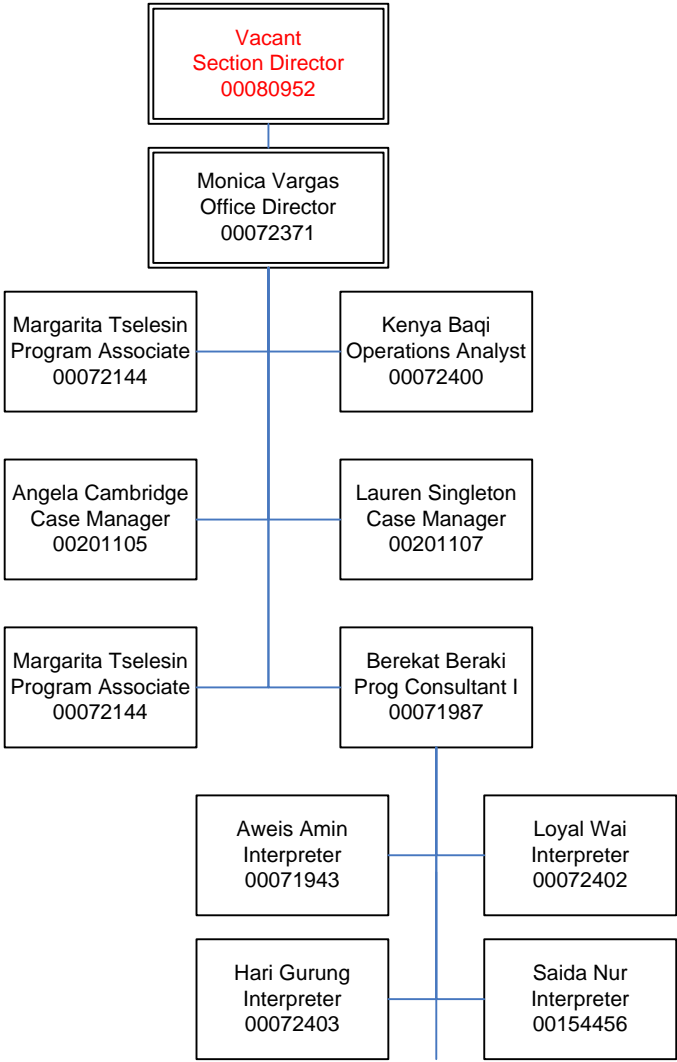 Vacant
Section Director
00080952
Monica Vargas
Office Director
00072371
Margarita Tselesin
Program Associate
00072144
Kenya Baqi
Operations Analyst
00072400
Angela Cambridge
Case Manager
00201105
Lauren Singleton
Case Manager
00201107
Margarita Tselesin
Program Associate
00072144
Berekat Beraki
Prog Consultant I
00071987
Aweis Amin
Interpreter
00071943
Loyal Wai
Interpreter
00072402
Hari Gurung
Interpreter
00072403
Saida Nur
Interpreter
00154456